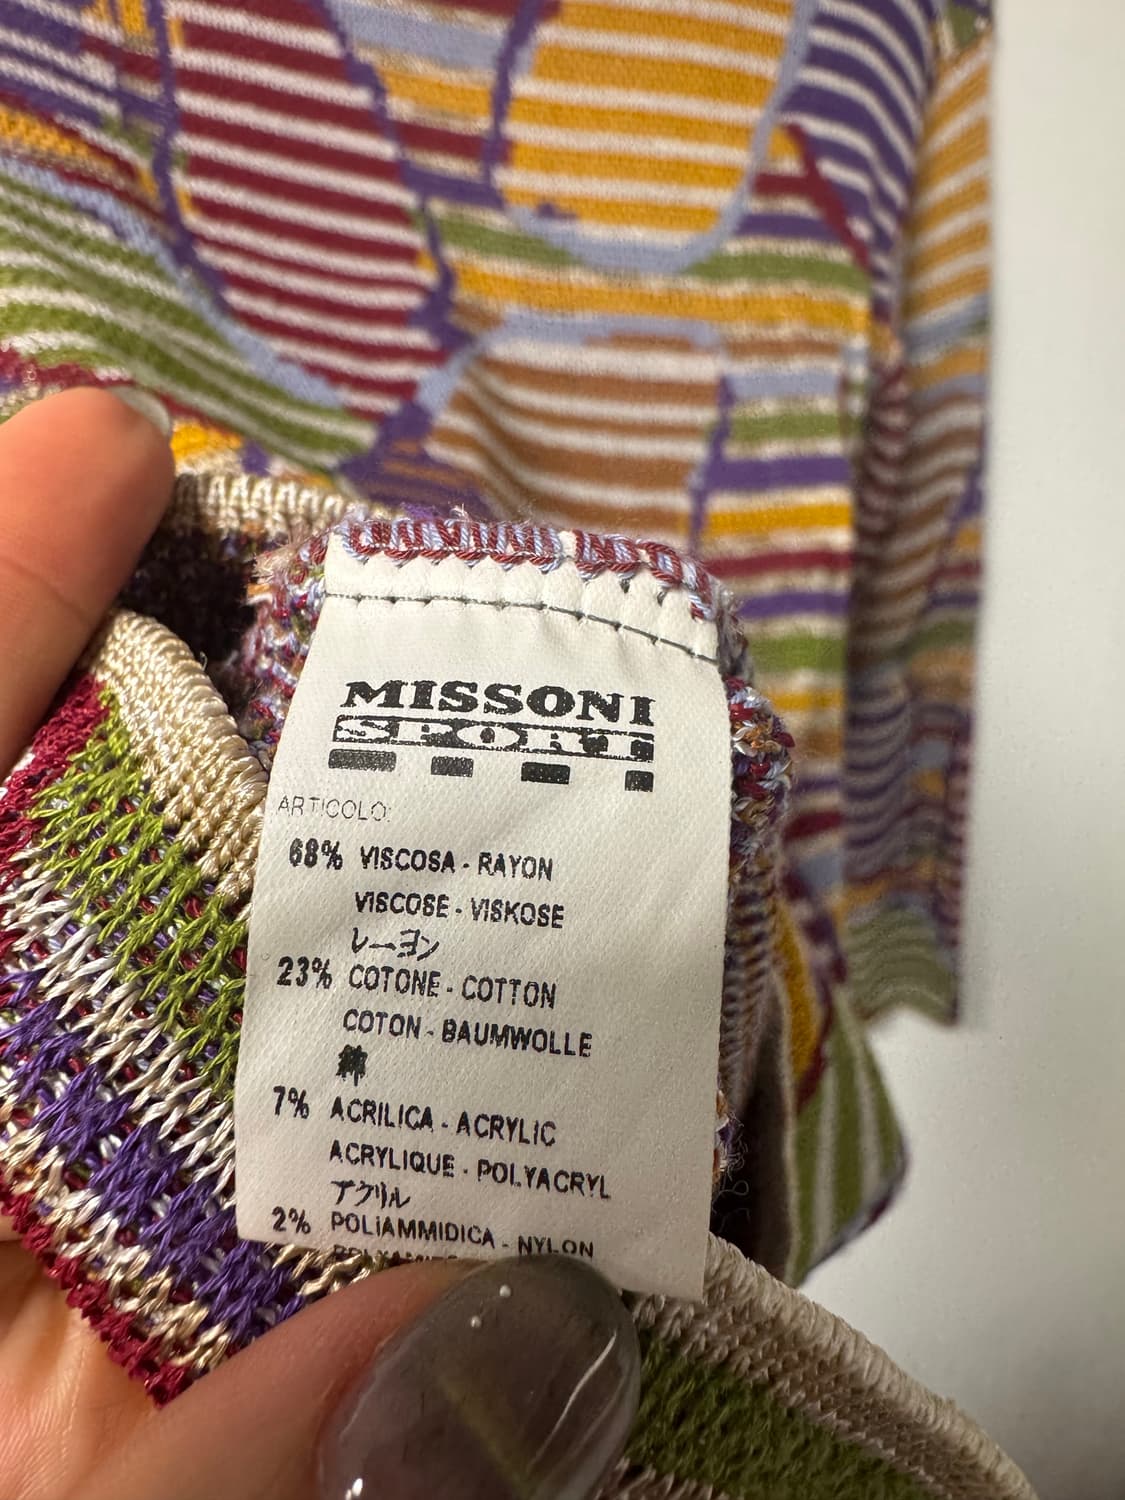 MISSONI
SPORT
ARTICOLO:
68% VISCOSA - RAYON
VISCOSE - VISKOSE
レーヨン
23% COTONE - COTTON
COTON - BAUMWOLLE
綿
7% ACRILICA - ACRYLIC
ACRYLIQUE - POLYACRYL
アクリル
2% POLIAMMIDICA - NYLON